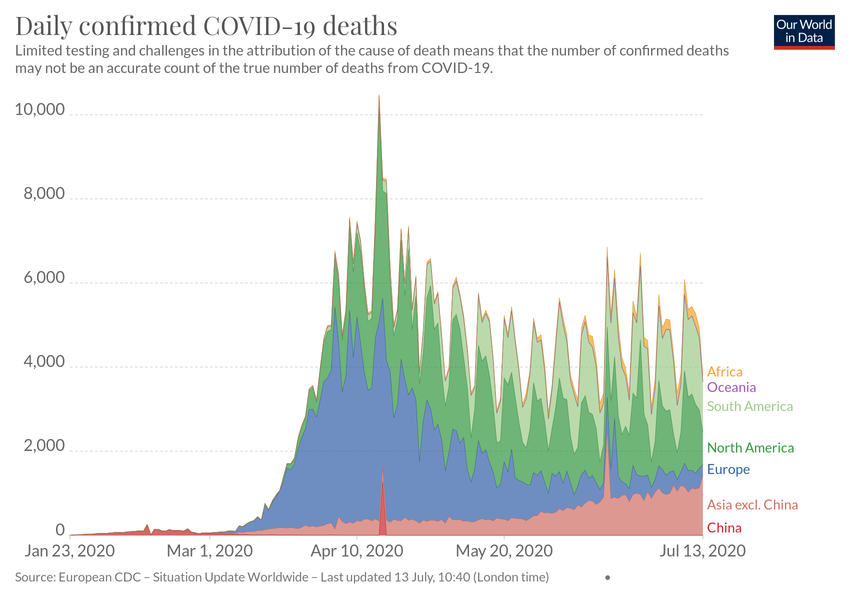 Daily confirmed COVID-19 deaths
Our World
in Data
Limited testing and challenges in the attribution of the cause of death means that the number of confirmed deaths
may not be an accurate count of the true number of deaths from COVID-19.
10,000
8,000
6,000
4,000
2,000
0
Africa
Oceania
South America
North America
Europe
Asia excl. China
China
Jan 23, 2020 Mar 1, 2020 Apr 10, 2020 May 20, 2020 Jul 13, 2020
Source: European CDC – Situation Update Worldwide – Last updated 13 July, 10:40 (London time) •